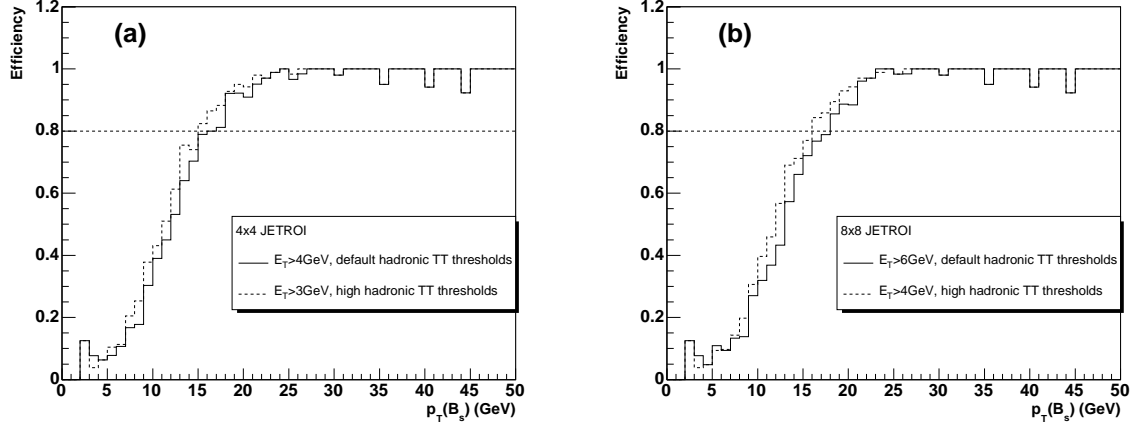 (a)
Efficiency
1.2
1
0.8
0.6
0.4
0.2
0
4x4 JETROI
E_T>4GeV, default hadronic TT thresholds
E_T>3GeV, high hadronic TT thresholds
0 5 10 15 20 25 30 35 40 45 50
p_T(B_s) (GeV)
(b)
Efficiency
1.2
1
0.8
0.6
0.4
0.2
0
8x8 JETROI
E_T>6GeV, default hadronic TT thresholds
E_T>4GeV, high hadronic TT thresholds
0 5 10 15 20 25 30 35 40 45 50
p_T(B_s) (GeV)